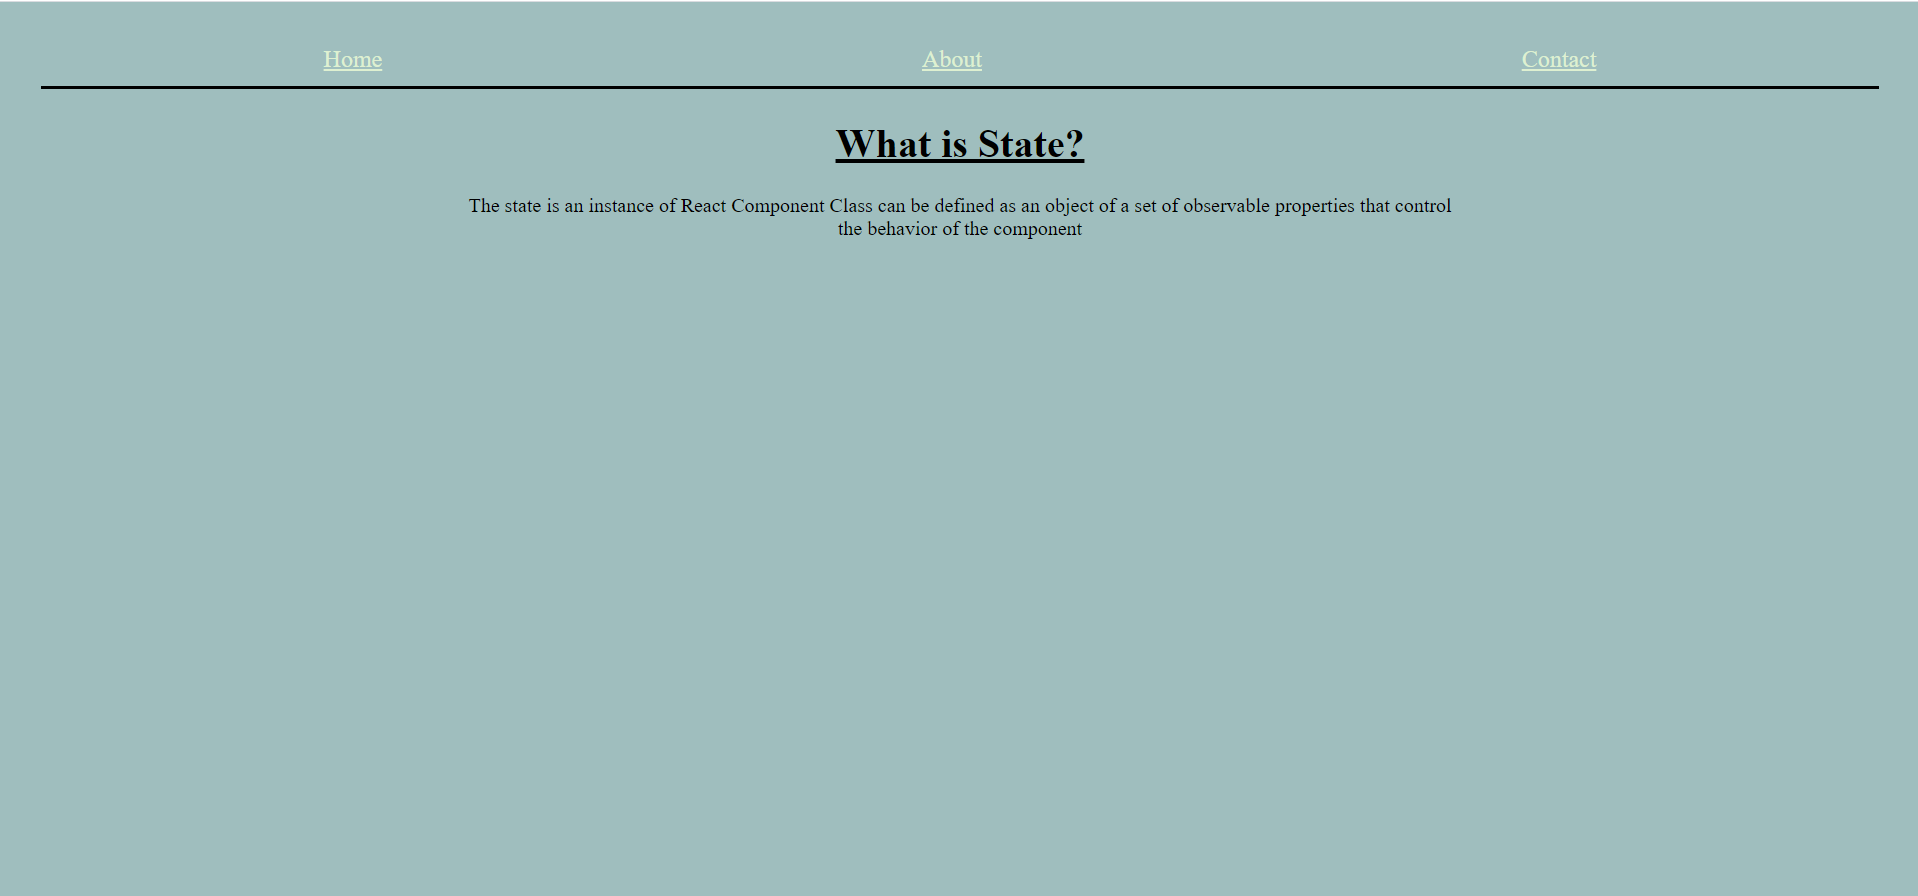 Home About Contact
What is State?
The state is an instance of React Component Class can be defined as an object of a set of observable properties that control
the behavior of the component